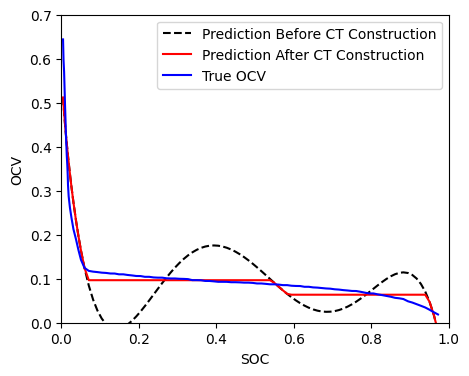 0.7
0.6
0.5
0.4
0.3
0.2
0.1
0.0
OCV
Prediction Before CT Construction
Prediction After CT Construction
True OCV
0.0 0.2 0.4 0.6 0.8 1.0
SOC